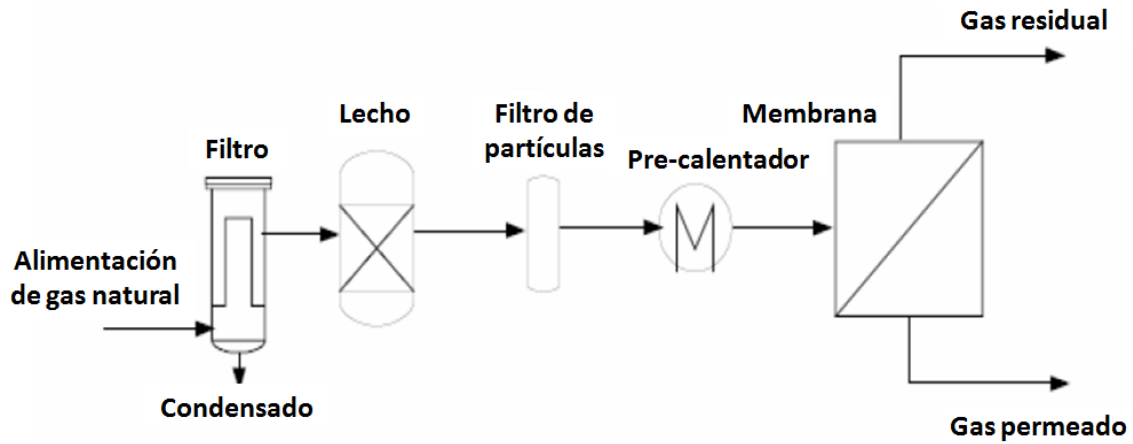 Gas residual
Lecho
Filtro de
partículas
Membrana
Filtro
Pre-calentador
Alimentación
de gas natural
Condensado
Gas permeado